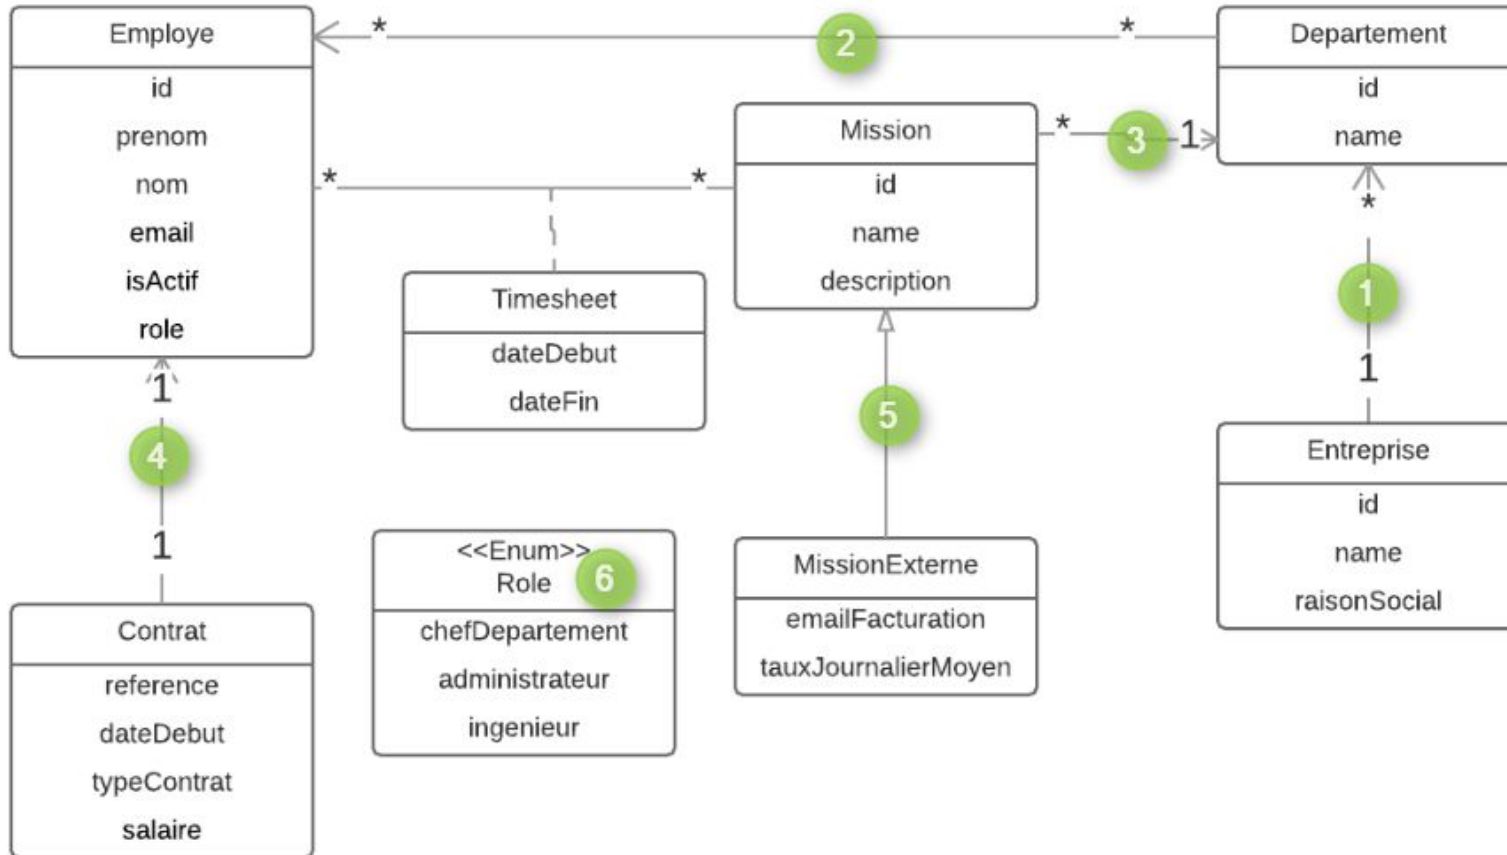 Employe
id
prenom
nom
email
isActif
role
*
*
2
Departement
id
name
Mission
id
name
description
*
3
1
*
*
Timesheet
dateDebut
dateFin
*
1
1
Entreprise
id
name
raisonSocial
1
4
1
Contrat
reference
dateDebut
typeContrat
salaire
5
<<Enum>>
Role
6
chefDepartement
administrateur
ingenieur
MissionExterne
emailFacturation
tauxJournalierMoyen